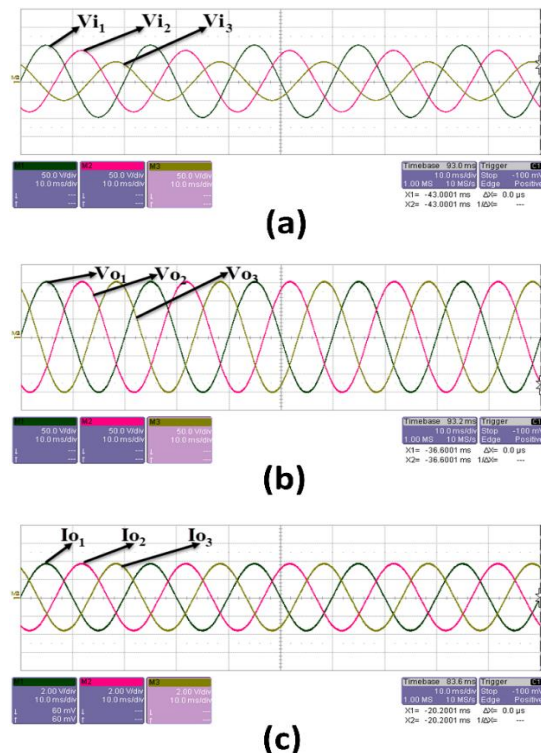 Vi1 Vi2 Vi3
M1 M2 M3
50.0 V/div 50.0 V/div 50.0 V/div
10.0 ms/div 10.0 ms/div 10.0 ms/div
--- --- ---
--- --- ---
Timebase 93.0 ms Trigger C1
10.0 ms/div Stop -100 mV
1.00 MS 10 MS/s Edge Positive
X1= -43.0001 ms ΔX= 0.0 µs
X2= -43.0001 ms 1/ΔX= ---
(a)
Vo1 Vo2 Vo3
M1 M2 M3
50.0 V/div 50.0 V/div 50.0 V/div
10.0 ms/div 10.0 ms/div 10.0 ms/div
--- --- ---
--- --- ---
Timebase 93.2 ms Trigger C1
10.0 ms/div Stop -100 mV
1.00 MS 10 MS/s Edge Positive
X1= -36.6001 ms ΔX= 0.0 µs
X2= -36.6001 ms 1/ΔX= ---
(b)
Io1 Io2 Io3
M1 M2 M3
2.00 V/div 2.00 V/div 2.00 V/div
10.0 ms/div 10.0 ms/div 10.0 ms/div
60 mV --- ---
60 mV --- ---
Timebase 83.6 ms Trigger C1
10.0 ms/div Stop -100 mV
1.00 MS 10 MS/s Edge Positive
X1= -20.2001 ms ΔX= 0.0 µs
X2= -20.2001 ms 1/ΔX= ---
(c)